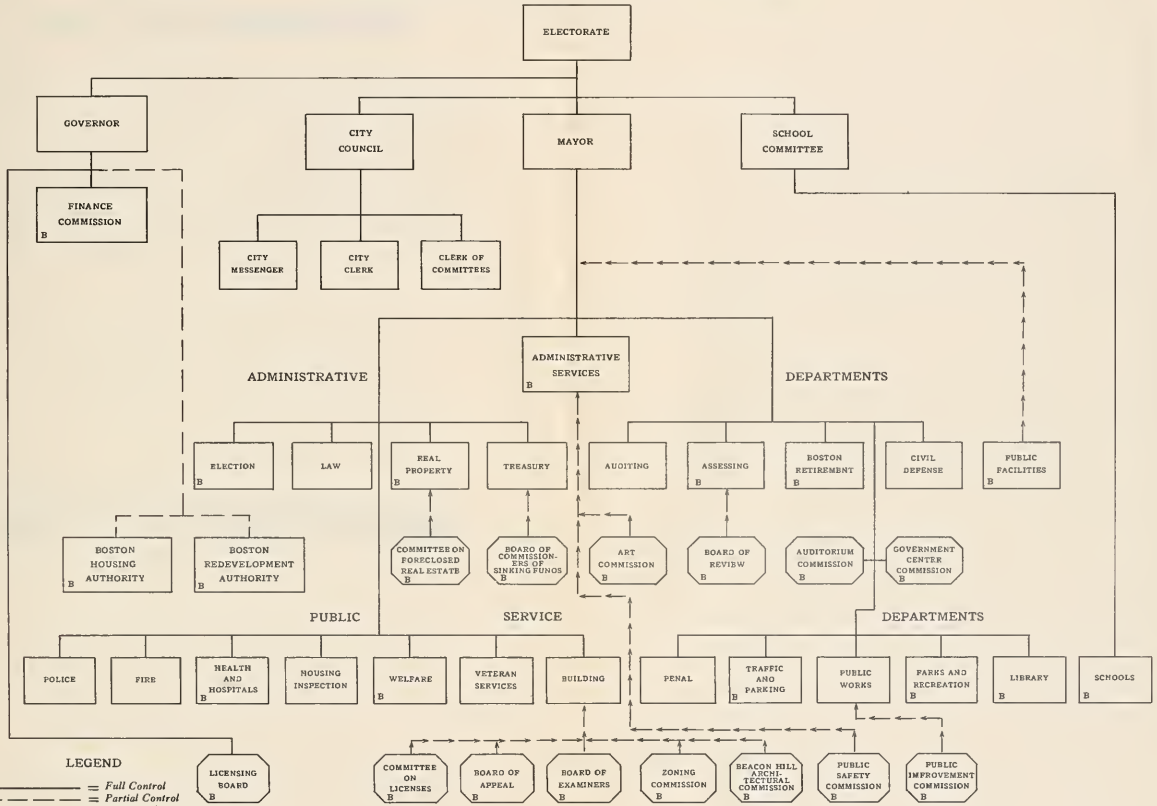 ELECTORATE
GOVERNOR
CITY
COUNCIL
MAYOR
SCHOOL
COMMITTEE
FINANCE
COMMISSION
B
CITY
MESSENGER
CITY
CLERK
CLERK OF
COMMITTEES
ADMINISTRATIVE
SERVICES
B
ADMINISTRATIVE DEPARTMENTS
ELECTION
B
LAW
REAL
PROPERTY
B
TREASURY
AUDITING
ASSESSING
B
BOSTON
RETIREMENT
B
CIVIL
DEFENSE
PUBLIC
FACILITIES
B
BOSTON
HOUSING
AUTHORITY
B
BOSTON
REDEVELOPMENT
AUTHORITY
B
COMMITTEE ON
FORECLOSED
REAL ESTATE
B
BOARD OF
COMMISSION-
ERS OF
SINKING FUNDS
B
ART
COMMISSION
B
BOARD OF
REVIEW
B
AUDITORIUM
COMMISSION
B
GOVERNMENT
CENTER
COMMISSION
B
PUBLIC SERVICE DEPARTMENTS
POLICE
FIRE
HEALTH
AND
HOSPITALS
B
HOUSING
INSPECTION
WELFARE
B
VETERAN
SERVICES
BUILDING
PENAL
TRAFFIC
AND
PARKING
B
PUBLIC
WORKS
PARKS AND
RECREATION
B
LIBRARY
B
SCHOOLS
B
LICENSING
BOARD
B
COMMITTEE
ON
LICENSES
B
BOARD OF
APPEAL
B
BOARD OF
EXAMINERS
B
ZONING
COMMISSION
B
BEACON HILL
ARCHI-
TECTURAL
COMMISSION
B
PUBLIC
SAFETY
COMMISSION
B
PUBLIC
IMPROVEMENT
COMMISSION
B
LEGEND
= Full Control
= Partial Control